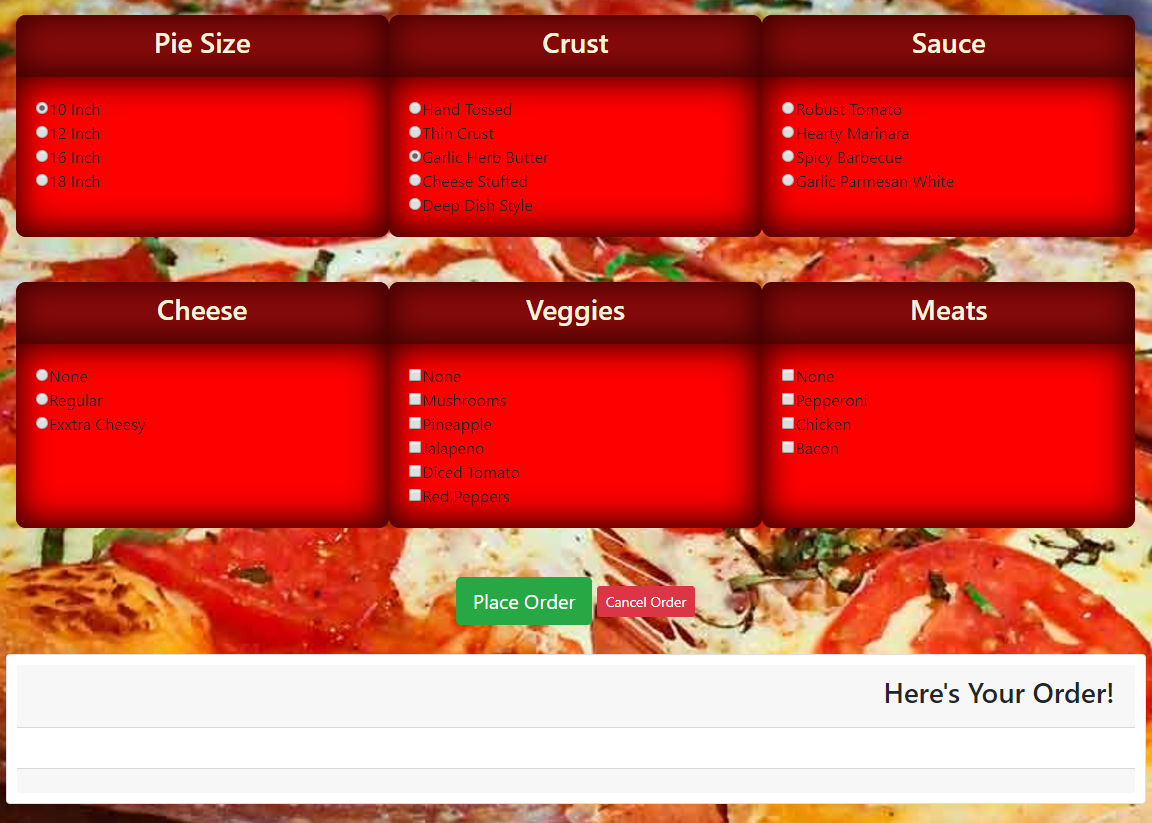 Pie Size
10 Inch
12 Inch
16 Inch
18 Inch
Crust
Hand Tossed
Thin Crust
Garlic Herb Butter
Cheese Stuffed
Deep Dish Style
Sauce
Robust Tomato
Hearty Marinara
Spicy Barbecue
Garlic Parmesan White
Cheese
None
Regular
Exxtra Cheesy
Veggies
None
Mushrooms
Pineapple
Jalapeno
Diced Tomato
Red Peppers
Meats
None
Pepperoni
Chicken
Bacon
Place Order
Cancel Order
Here's Your Order!